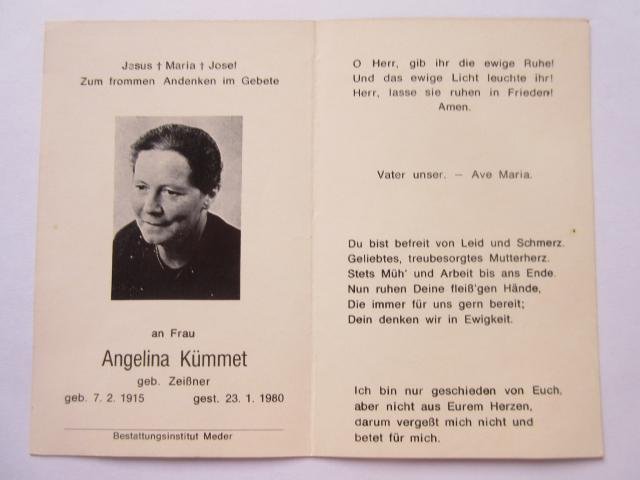 Jesus † Maria † Josef
Zum frommen Andenken im Gebete
an Frau
Angelina Kümmet
geb. Zeißner
geb. 7. 2. 1915 gest. 23. 1. 1980
Bestattungsinstitut Meder
O Herr, gib ihr die ewige Ruhe!
Und das ewige Licht leuchte ihr!
Herr, lasse sie ruhen in Frieden!
Amen.
Vater unser. – Ave Maria.
Du bist befreit von Leid und Schmerz.
Geliebtes, treubesorgtes Mutterherz.
Stets Müh' und Arbeit bis ans Ende.
Nun ruhen Deine fleiß'gen Hände,
Die immer für uns gern bereit;
Dein denken wir in Ewigkeit.
Ich bin nur geschieden von Euch,
aber nicht aus Eurem Herzen,
darum vergeßt mich nicht und
betet für mich.